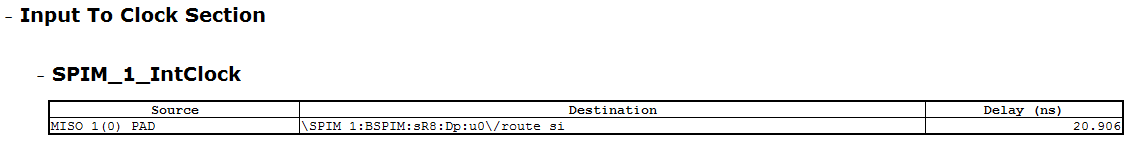 - Input To Clock Section
- SPIM_1_IntClock
Source Destination Delay (ns)
MISO_1(0)_PAD \SPIM_1:BSPIM:sR8:Dp:u0\/route_si 20.906